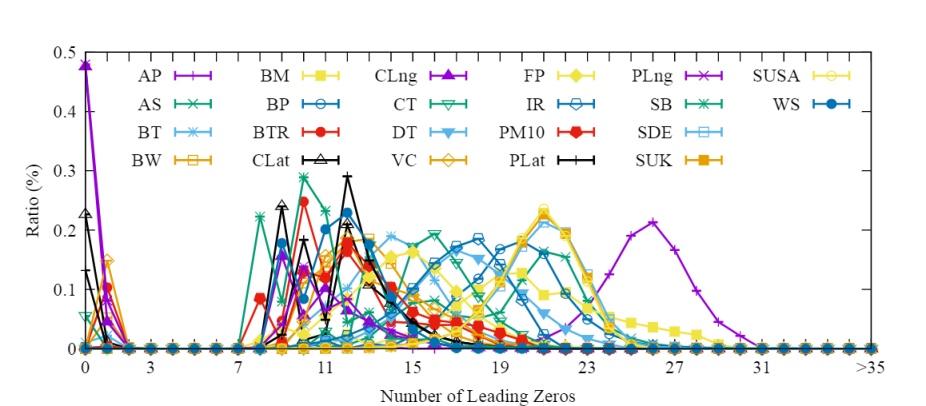 0.5
AP BM CLng FP PLng SUSA
0.4
AS BP CT IR SB WS
BT BTR DT PM10 SDE
0.3
BW CLat VC PLat SUK
0.2
0.1
0
Ratio (%)
0 3 7 11 15 19 23 27 31 >35
Number of Leading Zeros